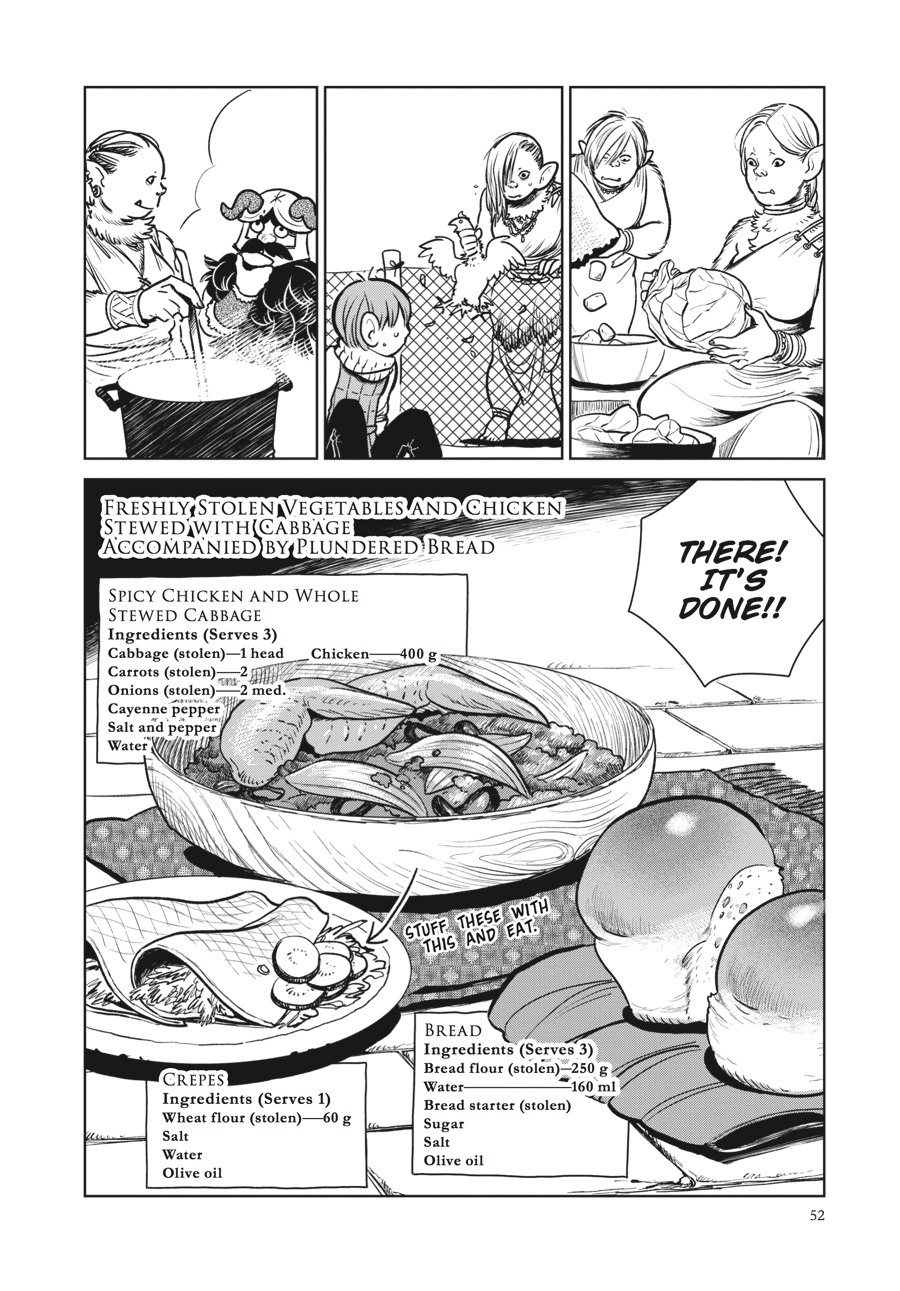 Freshly Stolen Vegetables and Chicken
Stewed with Cabbage
Accompanied by Plundered Bread
There!
It's
done!!
Spicy Chicken and Whole
Stewed Cabbage
Ingredients (Serves 3)
Cabbage (stolen)—1 head Chicken——400 g
Carrots (stolen)—2
Onions (stolen)——2 med.
Cayenne pepper
Salt and pepper
Water
Stuff these with
this and eat.
Bread
Ingredients (Serves 3)
Bread flour (stolen)—250 g
Water————————160 ml
Bread starter (stolen)
Sugar
Salt
Olive oil
Crepes
Ingredients (Serves 1)
Wheat flour (stolen)——60 g
Salt
Water
Olive oil
52